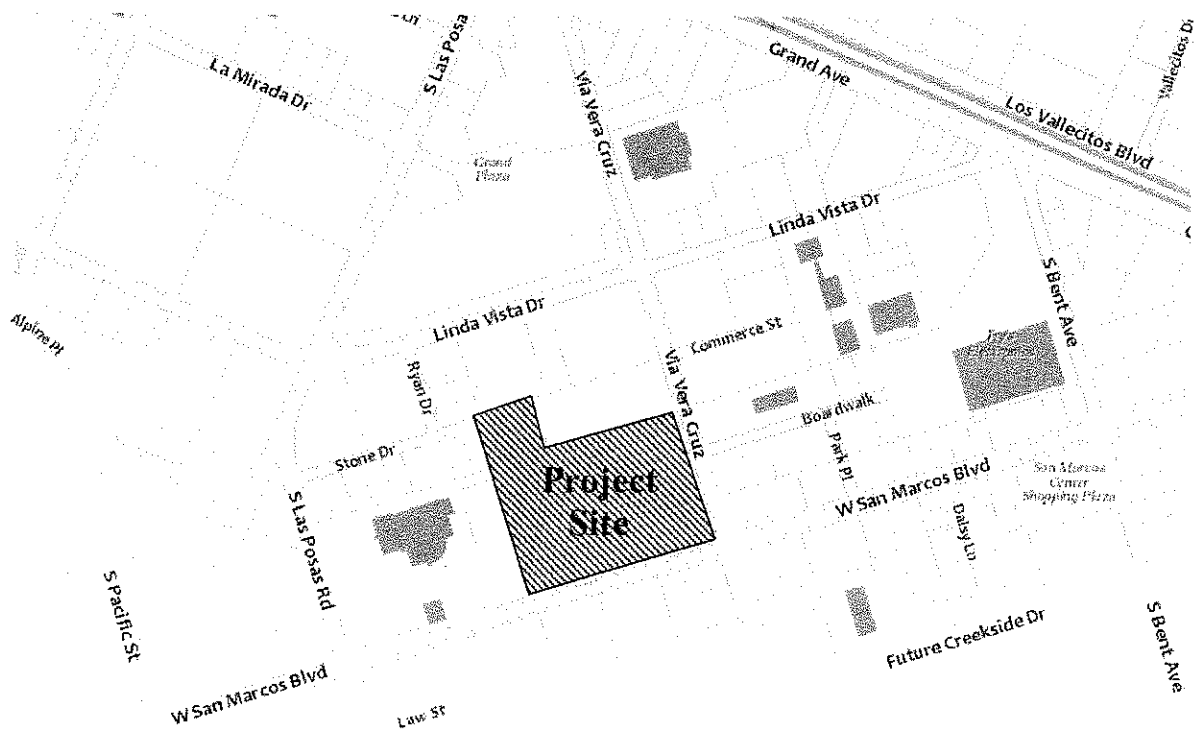 S Las Posa
La Mirada Dr
Via Vera Cruz
Grand Ave
Vallecitos Di
Los Vallecitos Blvd
Grand
Plaza
Linda Vista Dr
S Bent Ave
Alpine Pl
Linda Vista Dr
Commerce St
Ryan Dr
Via Vera Cruz
Boardwalk
Stone Dr
Park Pl
Project
Site
W San Marcos Blvd
San Marcos
Center
Shopping Plaza
S Las Posas Rd
Daisy Ln
S Pacific St
Future Creekside Dr
S Bent Ave
W San Marcos Blvd
Law St